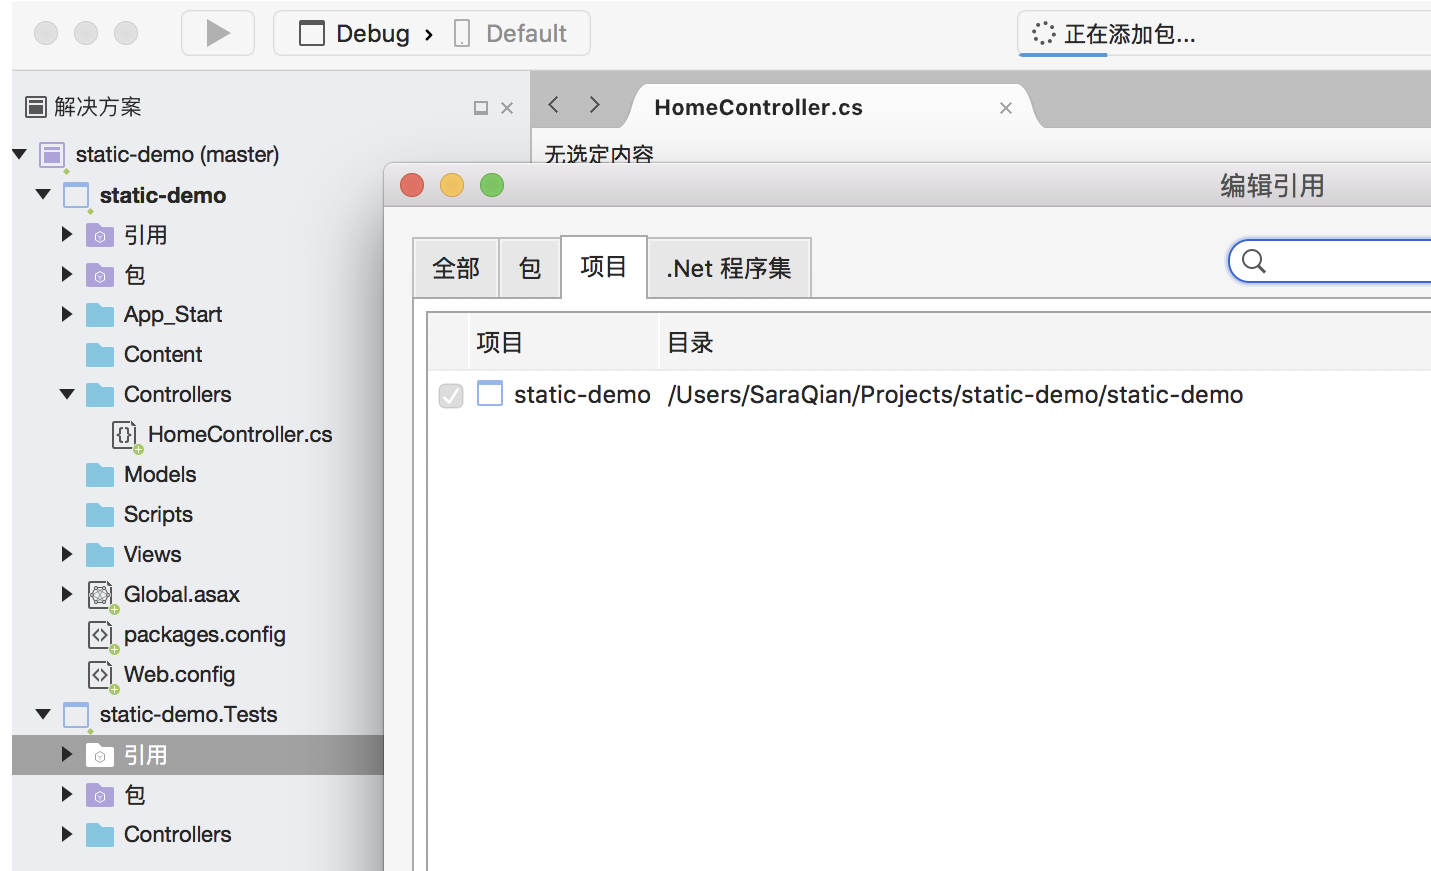 Debug › Default
正在添加包...
解决方案
HomeController.cs
无选定内容
static-demo (master)
static-demo
引用
包
App_Start
Content
Controllers
HomeController.cs
Models
Scripts
Views
Global.asax
packages.config
Web.config
static-demo.Tests
引用
包
Controllers
编辑引用
全部 包 项目 .Net 程序集
项目 目录
static-demo /Users/SaraQian/Projects/static-demo/static-demo